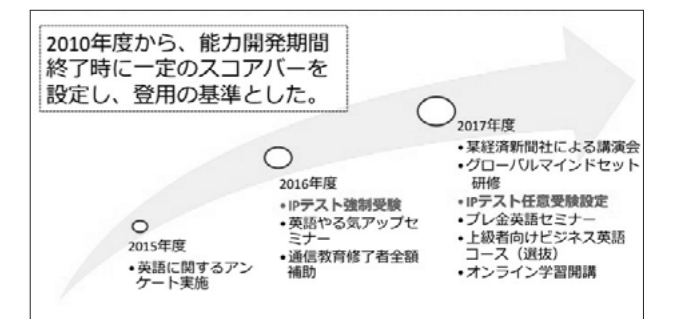 2010年度から、能力開発期間
終了時に一定のスコアバーを
設定し、登用の基準とした。
2015年度
•英語に関するアン
ケート実施
2016年度
•IPテスト強制受験
•英語やる気アップセ
ミナー
•通信教育修了者全額
補助
2017年度
•某経済新聞社による講演会
•グローバルマインドセット
研修
•IPテスト任意受験設定
•プレ金英語セミナー
•上級者向けビジネス英語
コース（選抜）
•オンライン学習開講